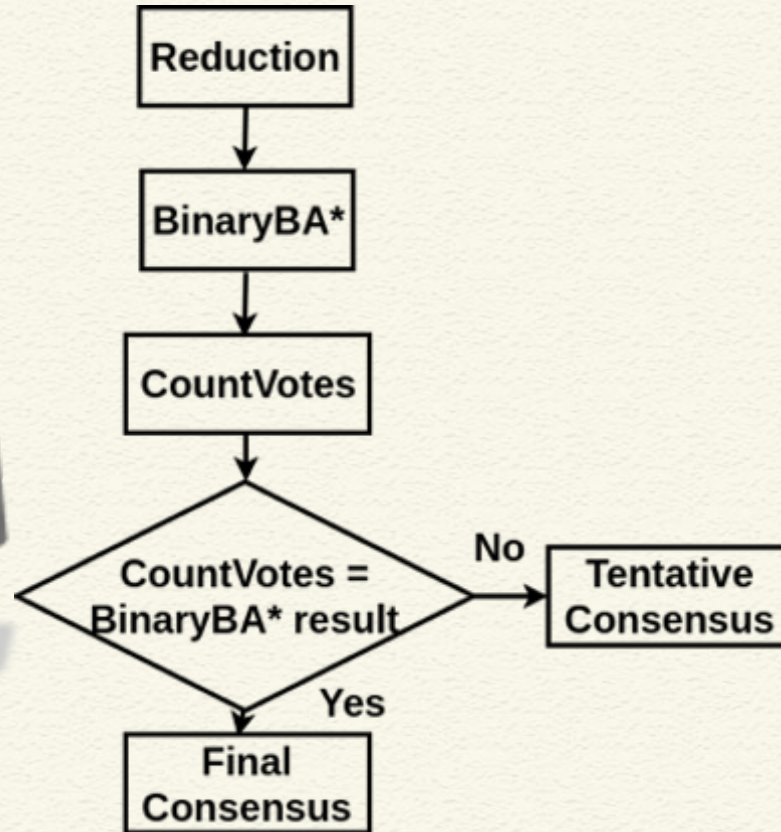 Reduction
BinaryBA*
CountVotes
CountVotes =
BinaryBA* result
No
Tentative
Consensus
Yes
Final
Consensus